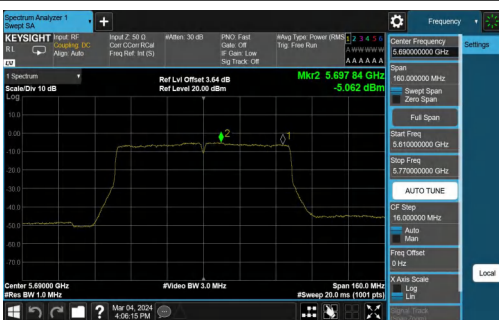 Spectrum Analyzer 1
Swept SA
Frequency
KEYSIGHT
Input: RF
Coupling: DC
Align: Auto
Input Z: 50 Ω
Corr CCorr RCal
Freq Ref: Int (S)
#Atten: 30 dB
PNO: Fast
Gate: Off
IF Gain: Low
Sig Track: Off
#Avg Type: Power (RMS
Trig: Free Run
1 2 3 4 5 6
A WWWWW
A A A A A A
R L
LXI
1 Spectrum
Scale/Div 10 dB
Log
Ref Lvl Offset 3.64 dB
Ref Level 20.00 dBm
Mkr2 5.697 84 GHz
-5.062 dBm
10.0
0.00
-10.0
-20.0
-30.0
-40.0
-50.0
-60.0
-70.0
2
1
Center 5.69000 GHz
#Res BW 1.0 MHz
#Video BW 3.0 MHz
Span 160.0 MHz
#Sweep 20.0 ms (1001 pts)
Center Frequency
5.690000000 GHz
Settings
Span
160.000000 MHz
Swept Span
Zero Span
Full Span
Start Freq
5.610000000 GHz
Stop Freq
5.770000000 GHz
AUTO TUNE
CF Step
16.000000 MHz
Auto
Man
Freq Offset
0 Hz
X Axis Scale
Log
Lin
Local
Signal Track
Mar 04, 2024
4:06:15 PM